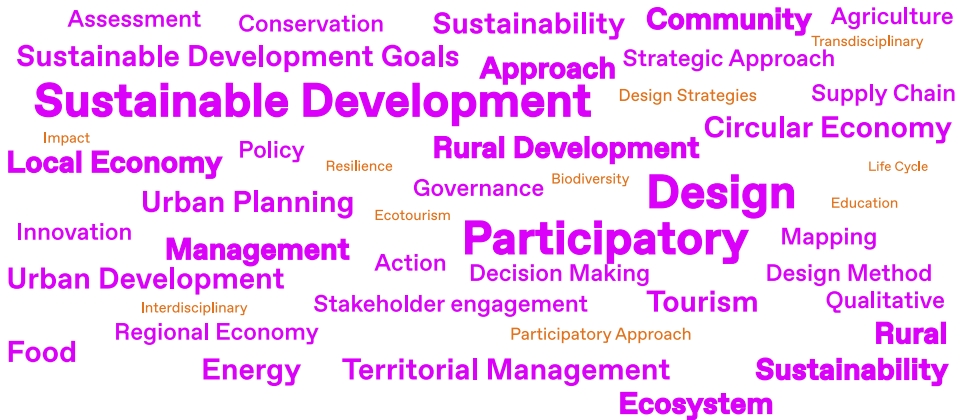 Assessment
Conservation
Sustainability
Community
Agriculture
Transdisciplinary
Sustainable Development Goals
Approach
Strategic Approach
Sustainable Development
Design Strategies
Supply Chain
Circular Economy
Impact
Local Economy
Policy
Rural Development
Resilience
Life Cycle
Governance
Biodiversity
Design
Urban Planning
Ecotourism
Education
Innovation
Management
Participatory
Mapping
Action
Urban Development
Decision Making
Design Method
Interdisciplinary
Stakeholder engagement
Tourism
Qualitative
Regional Economy
Participatory Approach
Rural
Food
Energy
Territorial Management
Sustainability
Ecosystem